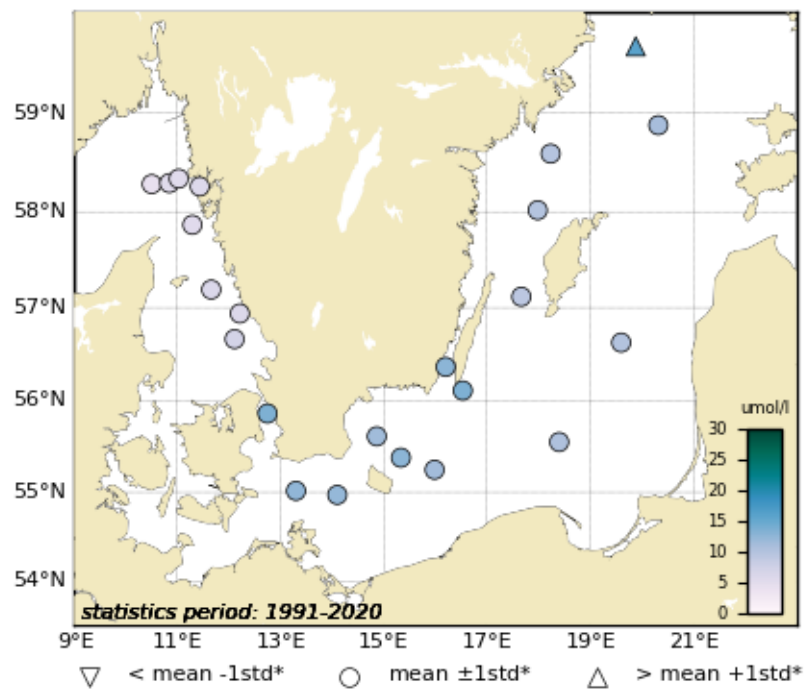 59°N
58°N
57°N
56°N
55°N
54°N
umol/l
30
25
20
15
10
5
0
statistics period: 1991-2020
9°E 11°E 13°E 15°E 17°E 19°E 21°E
< mean -1std* mean ±1std* > mean +1std*